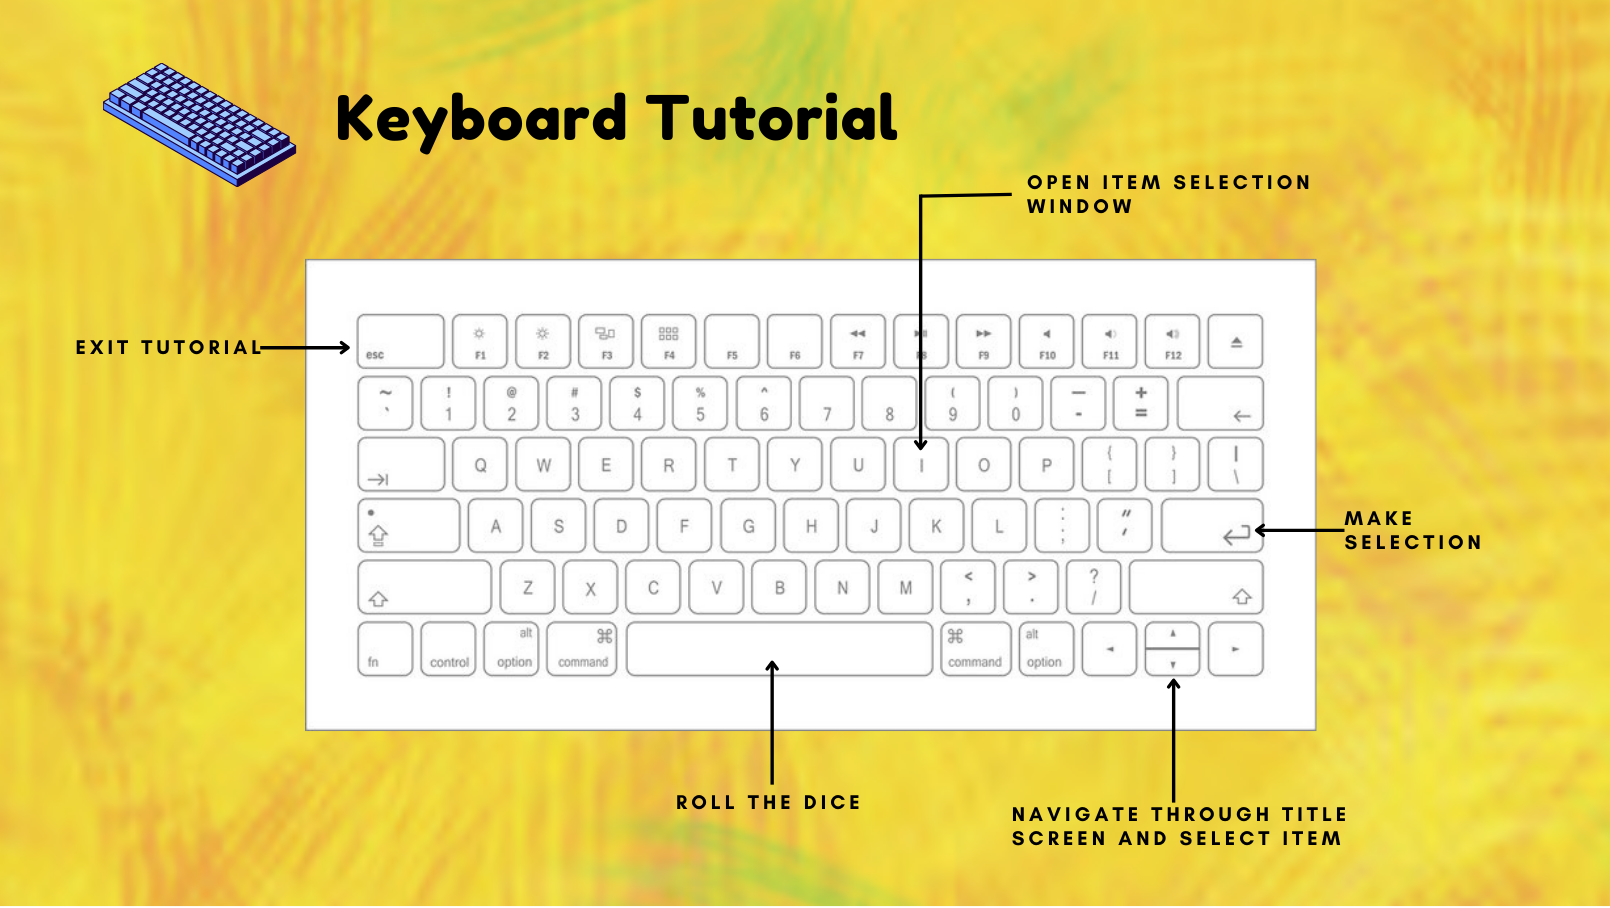 Keyboard Tutorial
OPEN ITEM SELECTION
WINDOW
EXIT TUTORIAL
esc F1 F2 F3 F4 F5 F6 F7 F8 F9 F10 F11 F12
~ ! @ # $ % ^ ( ) — +
` 1 2 3 4 5 6 7 8 9 0 - =
Q W E R T Y U I O P { } |
[ ] \
A S D F G H J K L : "
; '
MAKE
SELECTION
Z X C V B N M < > ?
, . /
alt alt
fn control option command command option
ROLL THE DICE
NAVIGATE THROUGH TITLE
SCREEN AND SELECT ITEM